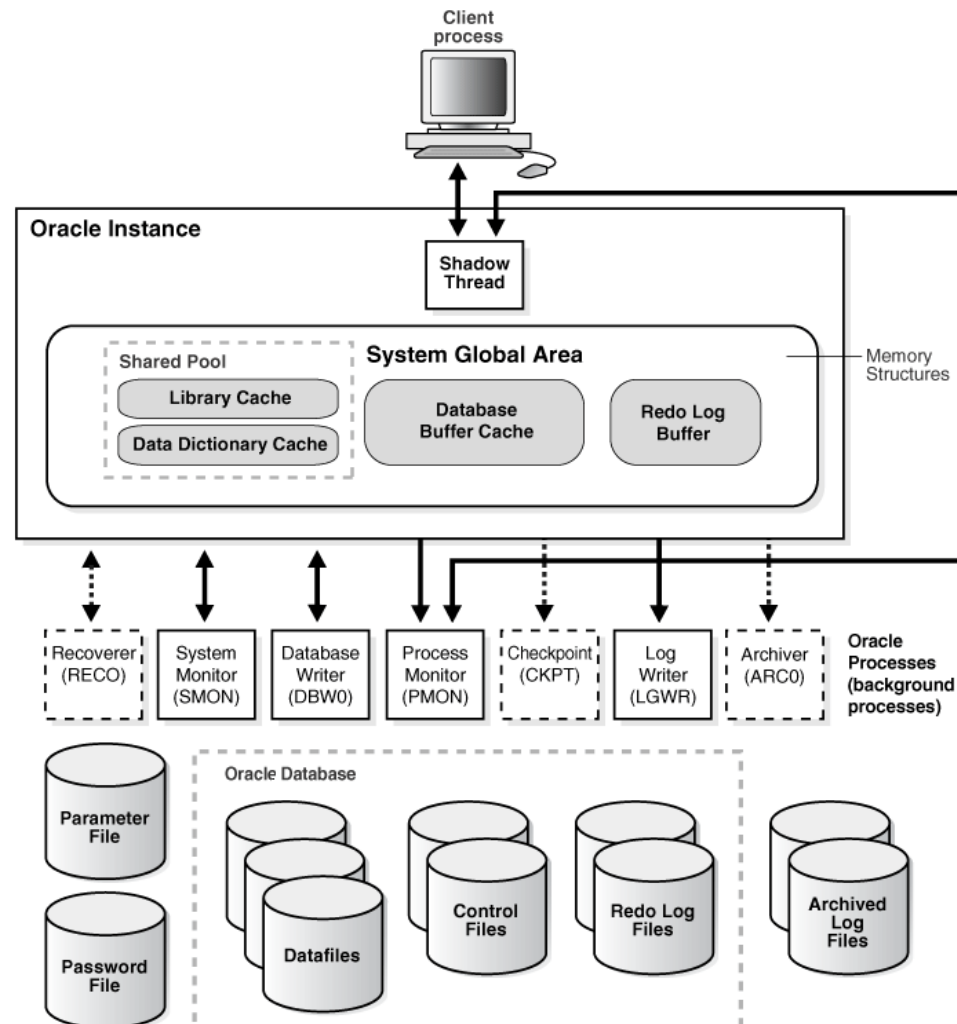 Client
process
Oracle Instance
Shadow
Thread
System Global Area
Shared Pool
Library Cache
Data Dictionary Cache
Database
Buffer Cache
Redo Log
Buffer
Memory
Structures
Recoverer
(RECO)
System
Monitor
(SMON)
Database
Writer
(DBW0)
Process
Monitor
(PMON)
Checkpoint
(CKPT)
Log
Writer
(LGWR)
Archiver
(ARC0)
Oracle
Processes
(background
processes)
Parameter
File
Password
File
Oracle Database
Datafiles
Control
Files
Redo Log
Files
Archived
Log
Files